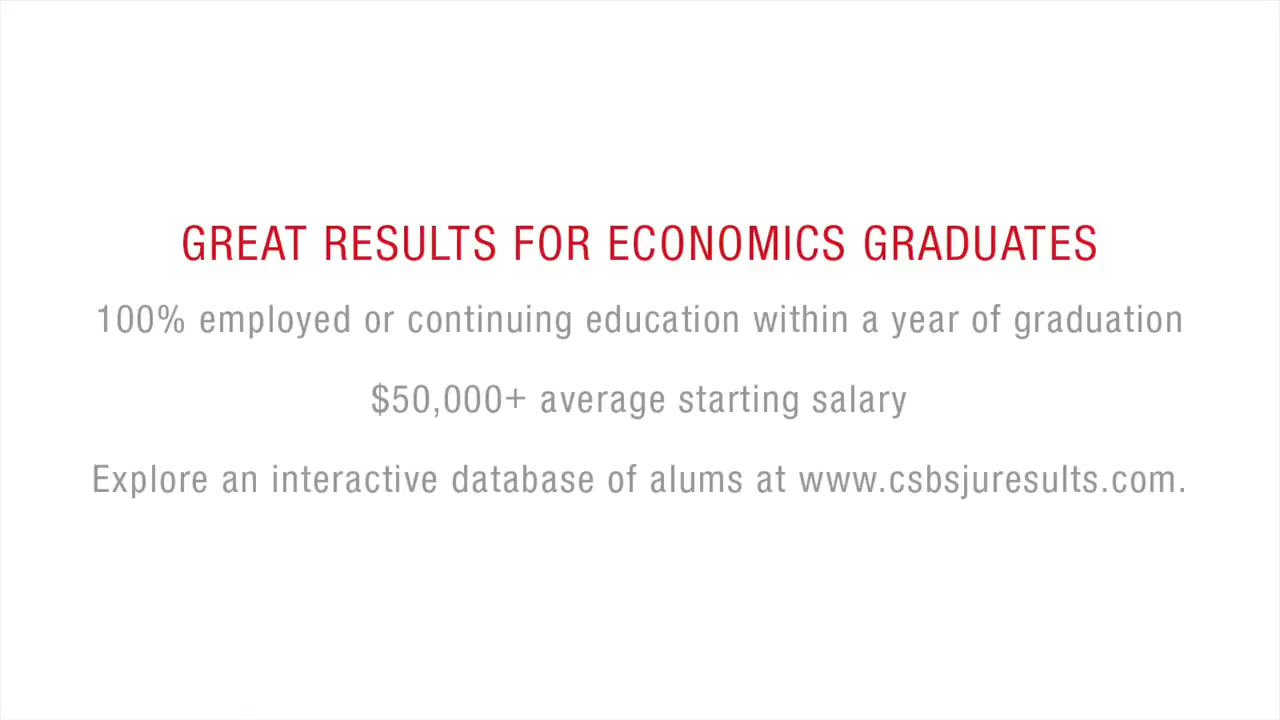 GREAT RESULTS FOR ECONOMICS GRADUATES
100% employed or continuing education within a year of graduation
$50,000+ average starting salary
Explore an interactive database of alums at www.csbsjuresults.com.